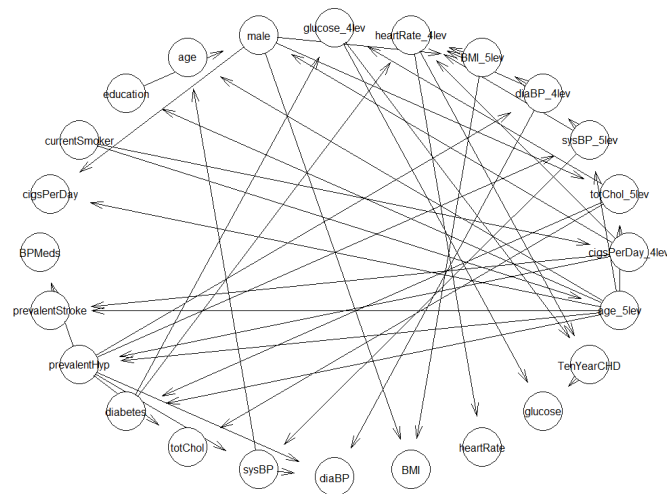 glucose_4lev
male
heartRate_4lev
age
BMI_5lev
education
diaBP_4lev
currentSmoker
sysBP_5lev
cigsPerDay
totChol_5lev
BPMeds
cigsPerDay_4lev
prevalentStroke
age_5lev
prevalentHyp
TenYearCHD
diabetes
glucose
totChol
heartRate
sysBP
BMI
diaBP